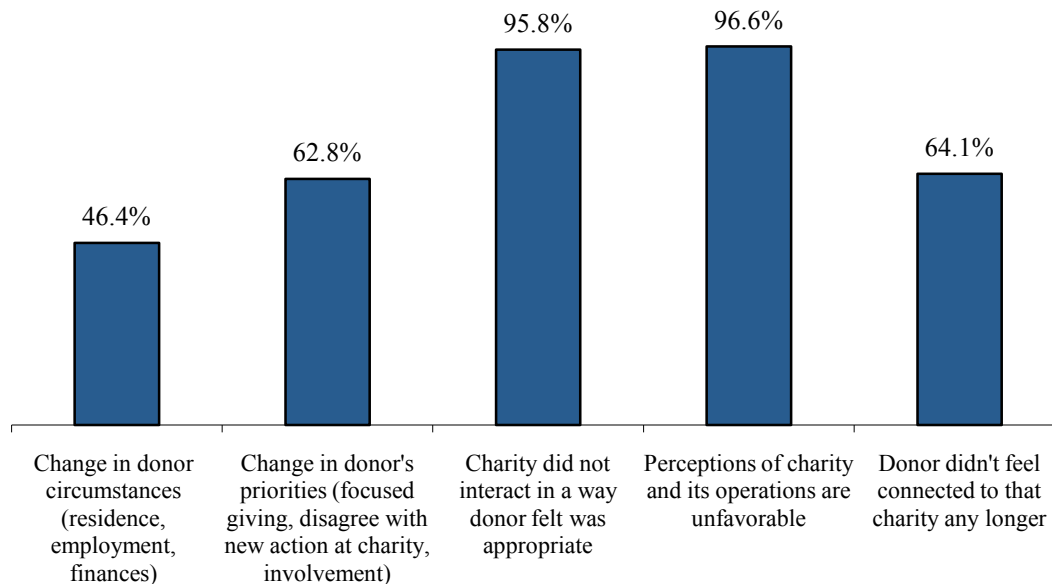 95.8%
96.6%
62.8%
64.1%
46.4%
Change in donor
circumstances
(residence,
employment,
finances)
Change in donor's
priorities (focused
giving, disagree with
new action at charity,
involvement)
Charity did not
interact in a way
donor felt was
appropriate
Perceptions of charity
and its operations are
unfavorable
Donor didn't feel
connected to that
charity any longer